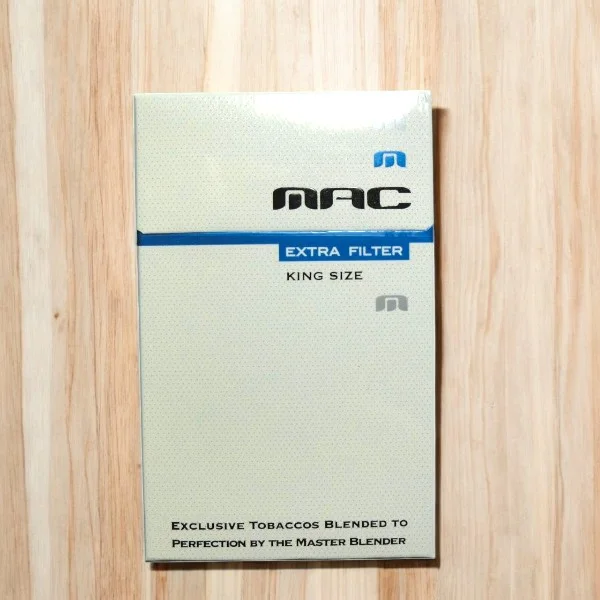 m
mac
EXTRA FILTER
KING SIZE
m
EXCLUSIVE TOBACCOS BLENDED TO
PERFECTION BY THE MASTER BLENDER